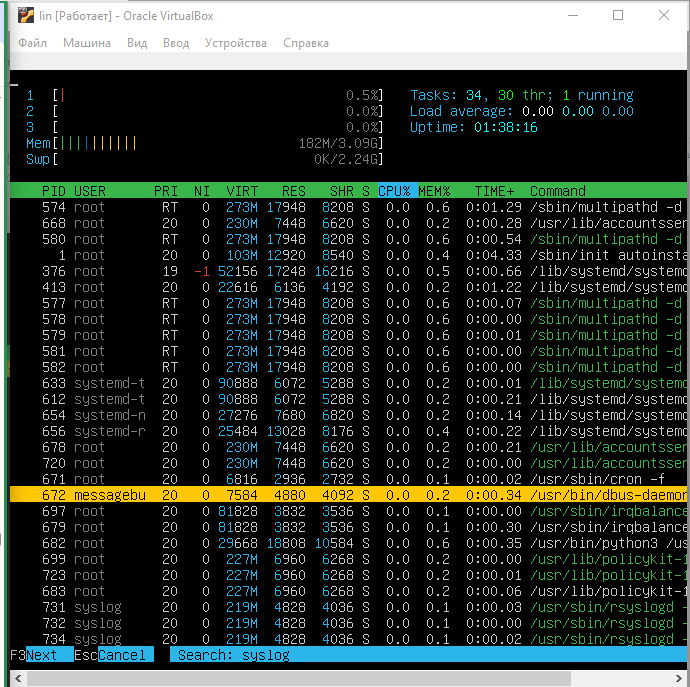 lin [Работает] - Oracle VirtualBox
Файл Машина Вид Ввод Устройства Справка
1 [| 0.5%] Tasks: 34, 30 thr; 1 running
2 [ 0.0%] Load average: 0.00 0.00 0.00
3 [ 0.0%] Uptime: 01:38:16
Mem[||||||||||| 182M/3.09G]
Swp[ 0K/2.24G]
PID USER PRI NI VIRT RES SHR S CPU% MEM% TIME+ Command
574 root RT 0 273M 17948 8208 S 0.0 0.6 0:01.29 /sbin/multipathd -d
668 root 20 0 230M 7448 6620 S 0.0 0.2 0:00.28 /usr/lib/accountsser
580 root RT 0 273M 17948 8208 S 0.0 0.6 0:00.54 /sbin/multipathd -d
1 root 20 0 103M 12920 8540 S 0.0 0.4 0:04.33 /sbin/init autoinsta
376 root 19 -1 52156 17248 16216 S 0.0 0.5 0:00.66 /lib/systemd/systemd
413 root 20 0 22616 6136 4192 S 0.0 0.2 0:01.22 /lib/systemd/systemd
577 root RT 0 273M 17948 8208 S 0.0 0.6 0:00.07 /sbin/multipathd -d
578 root RT 0 273M 17948 8208 S 0.0 0.6 0:00.00 /sbin/multipathd -d
579 root RT 0 273M 17948 8208 S 0.0 0.6 0:00.01 /sbin/multipathd -d
581 root RT 0 273M 17948 8208 S 0.0 0.6 0:00.00 /sbin/multipathd -d
582 root RT 0 273M 17948 8208 S 0.0 0.6 0:00.00 /sbin/multipathd -d
633 systemd-t 20 0 90888 6072 5288 S 0.0 0.2 0:00.01 /lib/systemd/systemd
612 systemd-t 20 0 90888 6072 5288 S 0.0 0.2 0:00.21 /lib/systemd/systemd
654 systemd-n 20 0 27276 7680 6820 S 0.0 0.2 0:00.14 /lib/systemd/systemd
656 systemd-r 20 0 25484 13028 8176 S 0.0 0.4 0:00.22 /lib/systemd/systemd
678 root 20 0 230M 7448 6620 S 0.0 0.2 0:00.21 /usr/lib/accountsser
720 root 20 0 230M 7448 6620 S 0.0 0.2 0:00.00 /usr/lib/accountsser
671 root 20 0 6816 2936 2732 S 0.0 0.1 0:00.02 /usr/sbin/cron -f
672 messagebu 20 0 7584 4880 4092 S 0.0 0.2 0:00.34 /usr/bin/dbus-daemon
697 root 20 0 81828 3832 3536 S 0.0 0.1 0:00.00 /usr/sbin/irqbalance
679 root 20 0 81828 3832 3536 S 0.0 0.1 0:00.30 /usr/sbin/irqbalance
682 root 20 0 29668 18808 10584 S 0.0 0.6 0:00.35 /usr/bin/python3 /us
699 root 20 0 227M 6960 6268 S 0.0 0.2 0:00.00 /usr/lib/policykit-1
723 root 20 0 227M 6960 6268 S 0.0 0.2 0:00.01 /usr/lib/policykit-1
683 root 20 0 227M 6960 6268 S 0.0 0.2 0:00.06 /usr/lib/policykit-1
731 syslog 20 0 219M 4828 4036 S 0.0 0.1 0:00.03 /usr/sbin/rsyslogd -
732 syslog 20 0 219M 4828 4036 S 0.0 0.1 0:00.00 /usr/sbin/rsyslogd -
734 syslog 20 0 219M 4828 4036 S 0.0 0.1 0:00.02 /usr/sbin/rsyslogd -
F3Next EscCancel Search: syslog